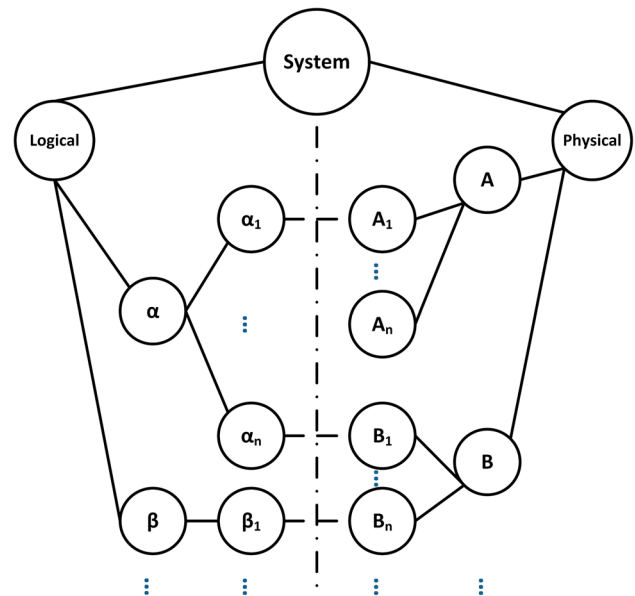 System
Logical
Physical
A
α₁
A₁
α
Aₙ
αₙ
B₁
B
β
β₁
Bₙ